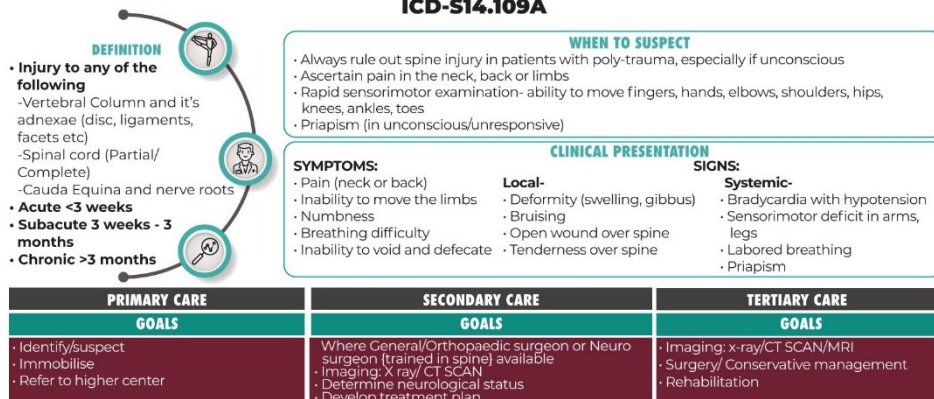 ICD-S14.109A
DEFINITION
• Injury to any of the
following
-Vertebral Column and it's
adnexae (disc, ligaments,
facets etc)
-Spinal cord (Partial/
Complete)
-Cauda Equina and nerve roots
• Acute <3 weeks
• Subacute 3 weeks - 3
months
• Chronic >3 months
WHEN TO SUSPECT
• Always rule out spine injury in patients with poly-trauma, especially if unconscious
• Ascertain pain in the neck, back or limbs
• Rapid sensorimotor examination- ability to move fingers, hands, elbows, shoulders, hips,
knees, ankles, toes
• Priapism (in unconscious/unresponsive)
CLINICAL PRESENTATION
SYMPTOMS:
• Pain (neck or back)
• Inability to move the limbs
• Numbness
• Breathing difficulty
• Inability to void and defecate
SIGNS:
Local-
• Deformity (swelling, gibbus)
• Bruising
• Open wound over spine
• Tenderness over spine
Systemic-
• Bradycardia with hypotension
• Sensorimotor deficit in arms,
legs
• Labored breathing
• Priapism
PRIMARY CARE
GOALS
• Identify/suspect
• Immobilise
• Refer to higher center
SECONDARY CARE
GOALS
Where General/Orthopaedic surgeon or Neuro
surgeon {trained in spine} available
• Imaging: X ray/ CT SCAN
• Determine neurological status
• Develop treatment plan
TERTIARY CARE
GOALS
• Imaging: x-ray/CT SCAN/MRI
• Surgery/ Conservative management
• Rehabilitation